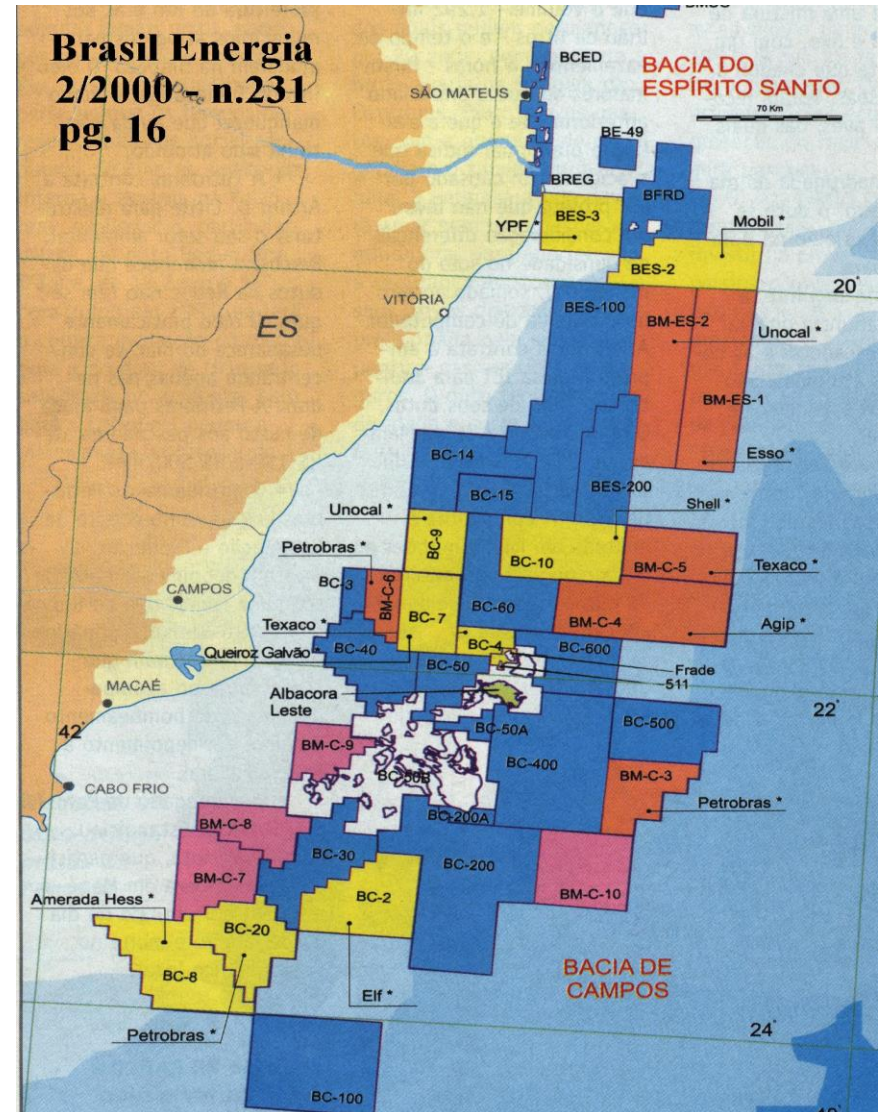 Brasil Energia
2/2000 - n.231
pg. 16
BCED
SÃO MATEUS
BACIA DO
ESPÍRITO SANTO
70 Km
BE-49
BREG
BFRD
YPF *
BES-3
Mobil *
BES-2
20°
VITÓRIA
ES
BES-100
BM-ES-2
Unocal *
BM-ES-1
Esso *
BC-14
BC-15
BES-200
Unocal *
Shell *
Petrobras *
BC-9
BC-10
BM-C-5
Texaco *
CAMPOS
BC-3
BM-C-6
BC-7
BC-60
BM-C-4
Agip *
Texaco *
BC-4
BC-600
Queiroz Galvão *
BC-40
BC-50
Frade
511
MACAÉ
Albacora
Leste
22°
42°
BC-50A
BC-500
BM-C-9
BC-400
BC-50B
BM-C-3
CABO FRIO
Petrobras *
BC-200A
BM-C-8
BC-30
BC-200
BM-C-7
BM-C-10
Amerada Hess *
BC-2
BC-20
BC-8
BACIA DE
CAMPOS
Elf *
Petrobras *
24°
BC-100